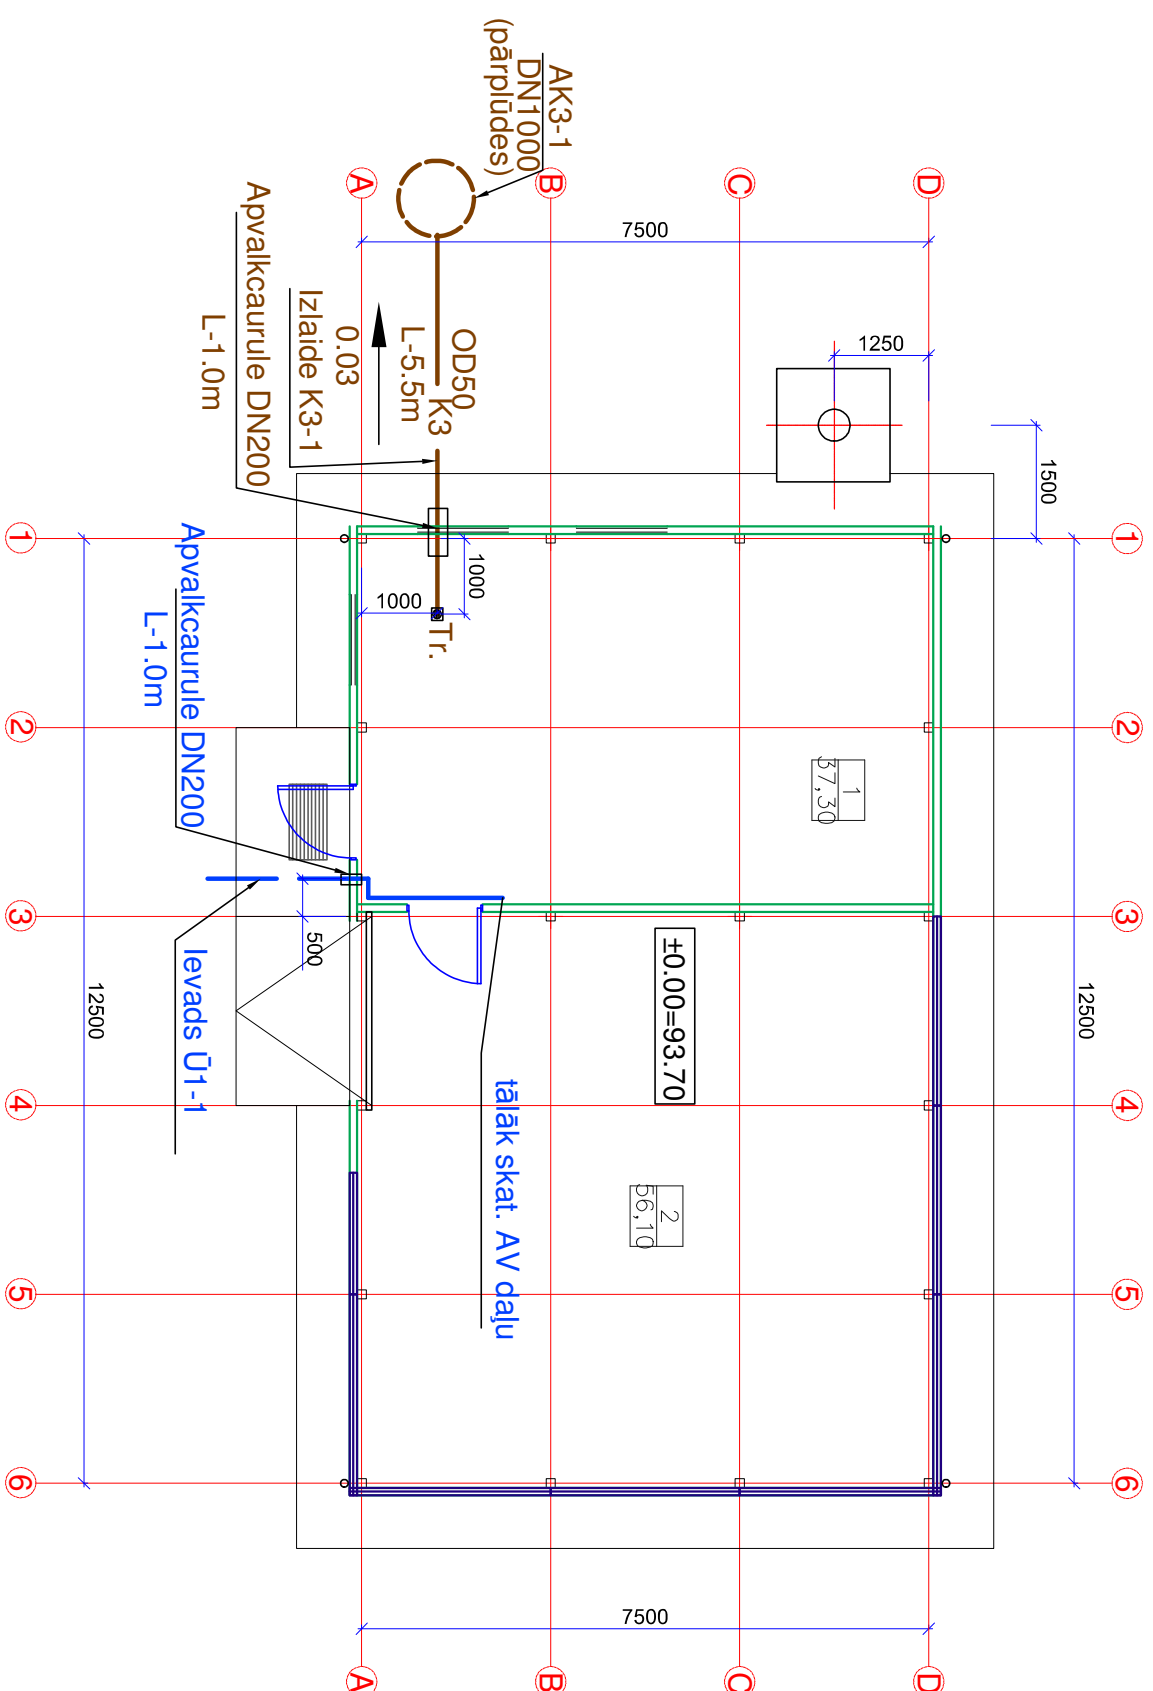 AK3-1
DN1000
(pārplūdes)
A
B
C
D
7500
1250
1500
Apvalkcaurule DN200
L-1.0m
Izlaide K3-1
0.03
OD50
L-5.5m
K3
1
1
1000
1000
Tr.
Apvalkcaurule DN200
L-1.0m
2
2
1
37,30
3
3
500
Ievads Ū1-1
±0.00=93.70
12500
12500
4
4
tālāk skat. AV daļu
2
56,10
5
5
6
6
7500
A
B
C
D